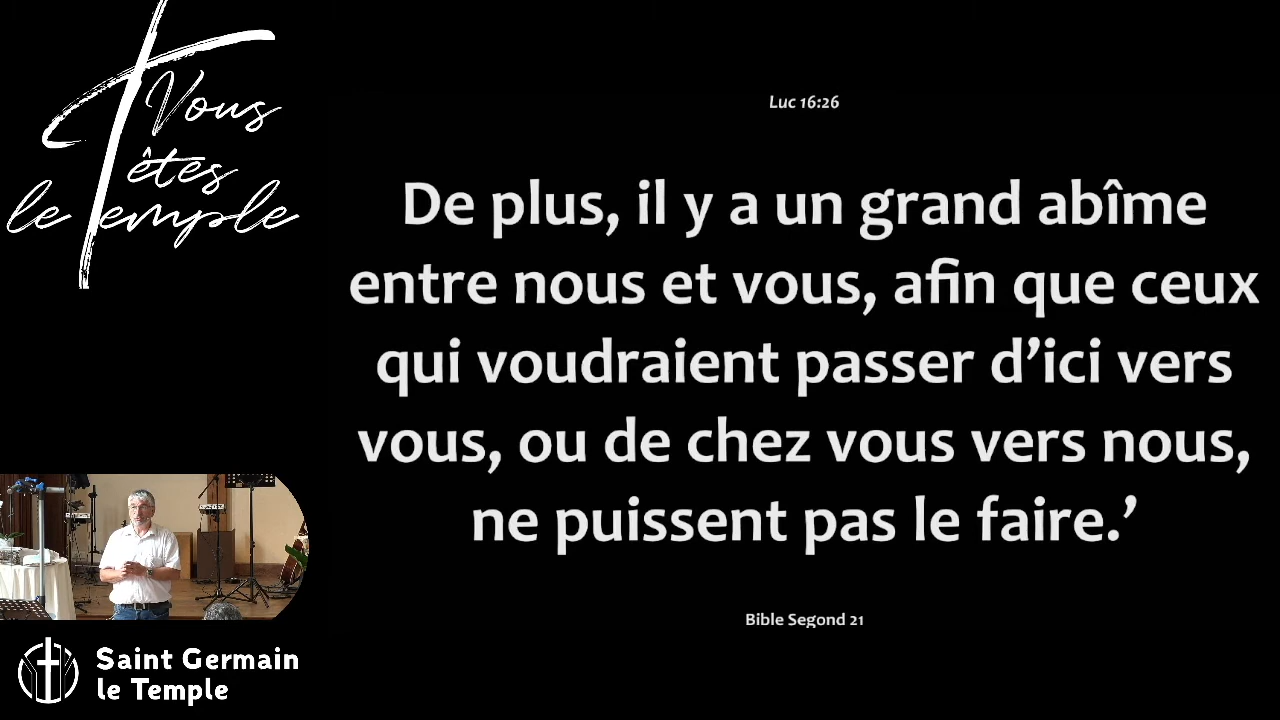 Vous
êtes
le Temple
Luc 16:26
De plus, il y a un grand abîme
entre nous et vous, afin que ceux
qui voudraient passer d’ici vers
vous, ou de chez vous vers nous,
ne puissent pas le faire.’
Bible Segond 21
Saint Germain
le Temple